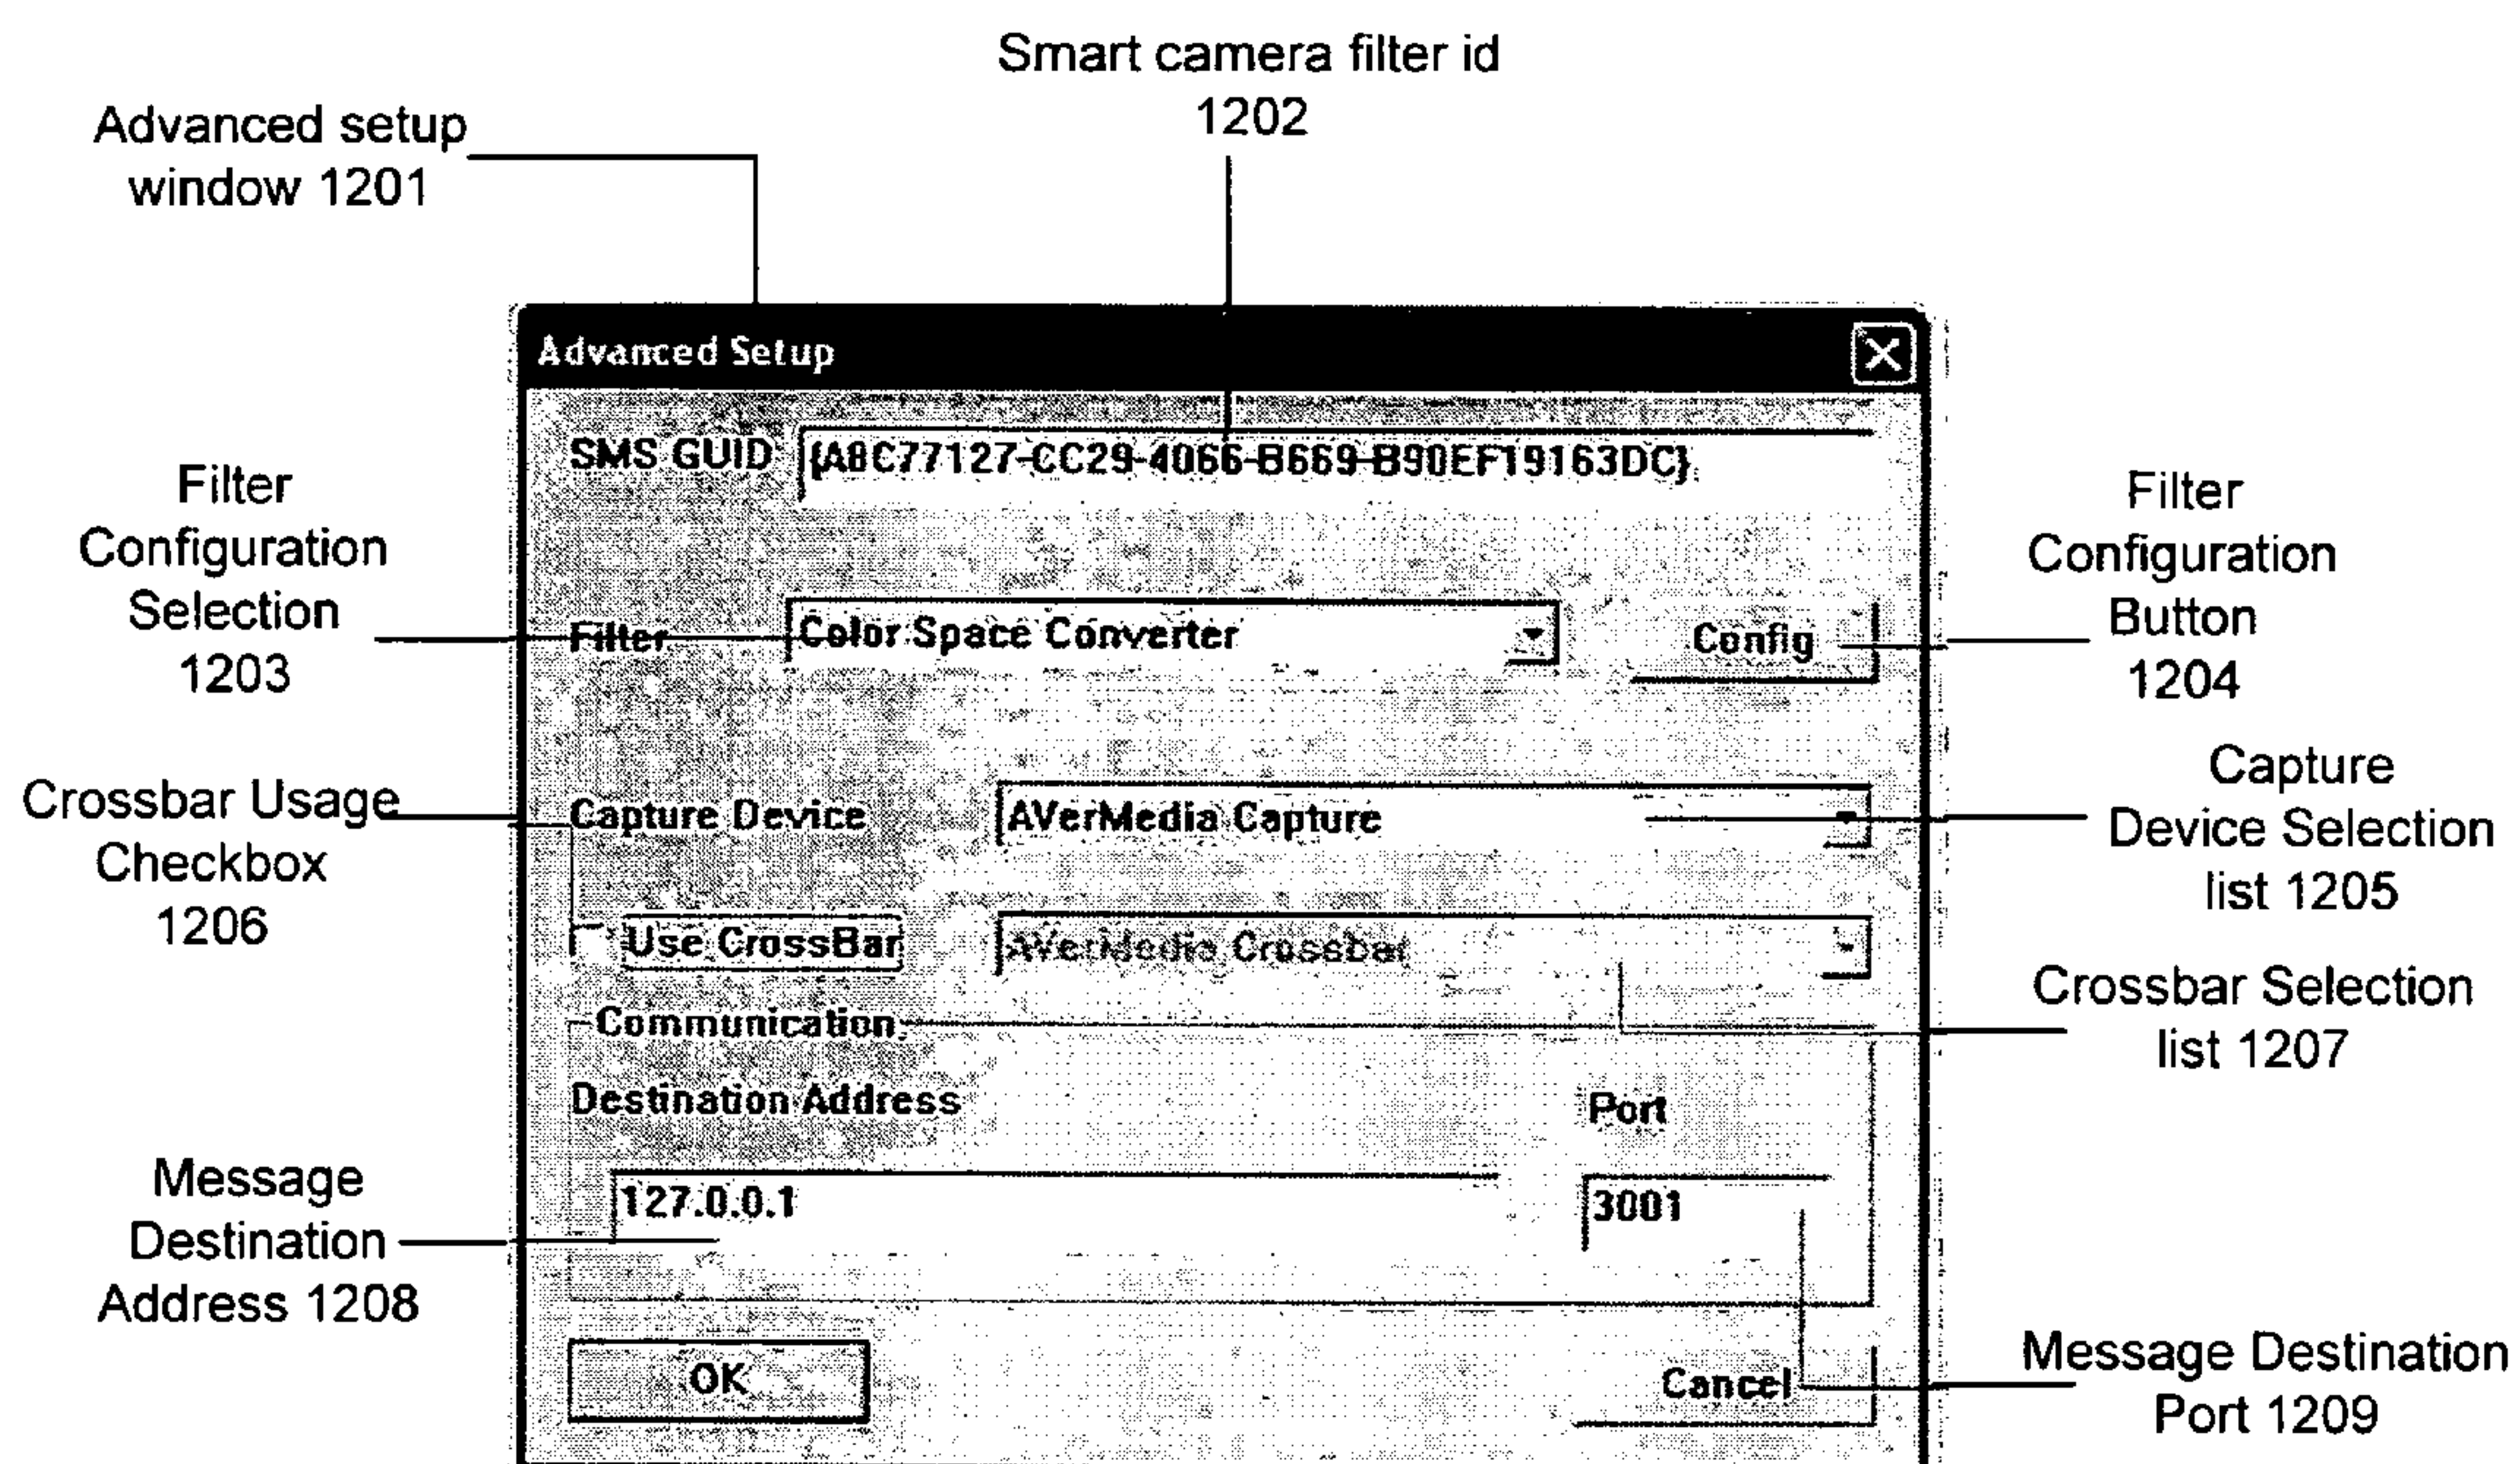 Smart camera filter id
1202
Advanced setup
window 1201
Advanced Setup
SMS GUID {A8C77127-CC29-4066-B669-B90EF19163DC}
Filter
Configuration
Selection
1203
Filter
Configuration
Button
1204
Filter Color Space Converter Config
Crossbar Usage
Checkbox
1206
Capture
Device Selection
list 1205
Capture Device AVerMedia Capture
Use CrossBar AVerMedia Crossbar
Crossbar Selection
list 1207
Communication
Destination Address Port
Message
Destination
Address 1208
127.0.0.1 3001
OK Cancel
Message Destination
Port 1209